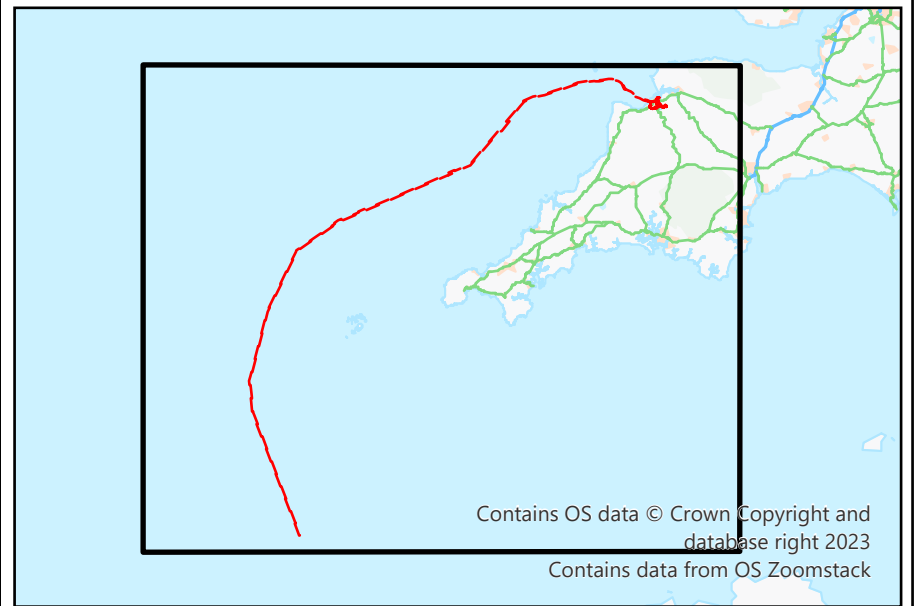 Contains OS data © Crown Copyright and
database right 2023
Contains data from OS Zoomstack